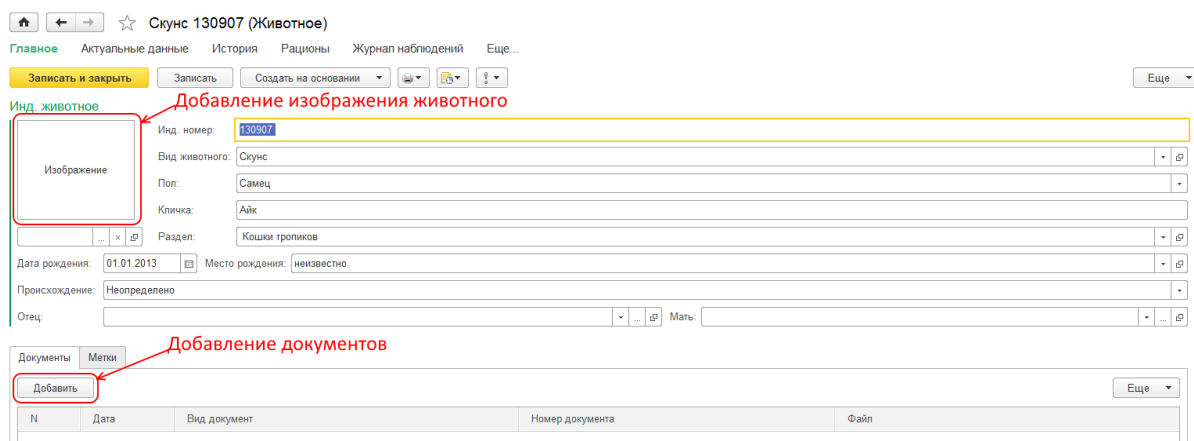 Скунс 130907 (Животное)
Главное Актуальные данные История Рационы Журнал наблюдений Еще...
Записать и закрыть Записать Создать на основании Еще
Добавление изображения животного
Инд. животное
Изображение
Инд. номер: 130907
Вид животного: Скунс
Пол: Самец
Кличка: Айк
Раздел: Кошки тропиков
Дата рождения: 01.01.2013 Место рождения: неизвестно
Происхождение: Неопределено
Отец: Мать:
Добавление документов
Документы Метки
Добавить Еще
N Дата Вид документ Номер документа Файл